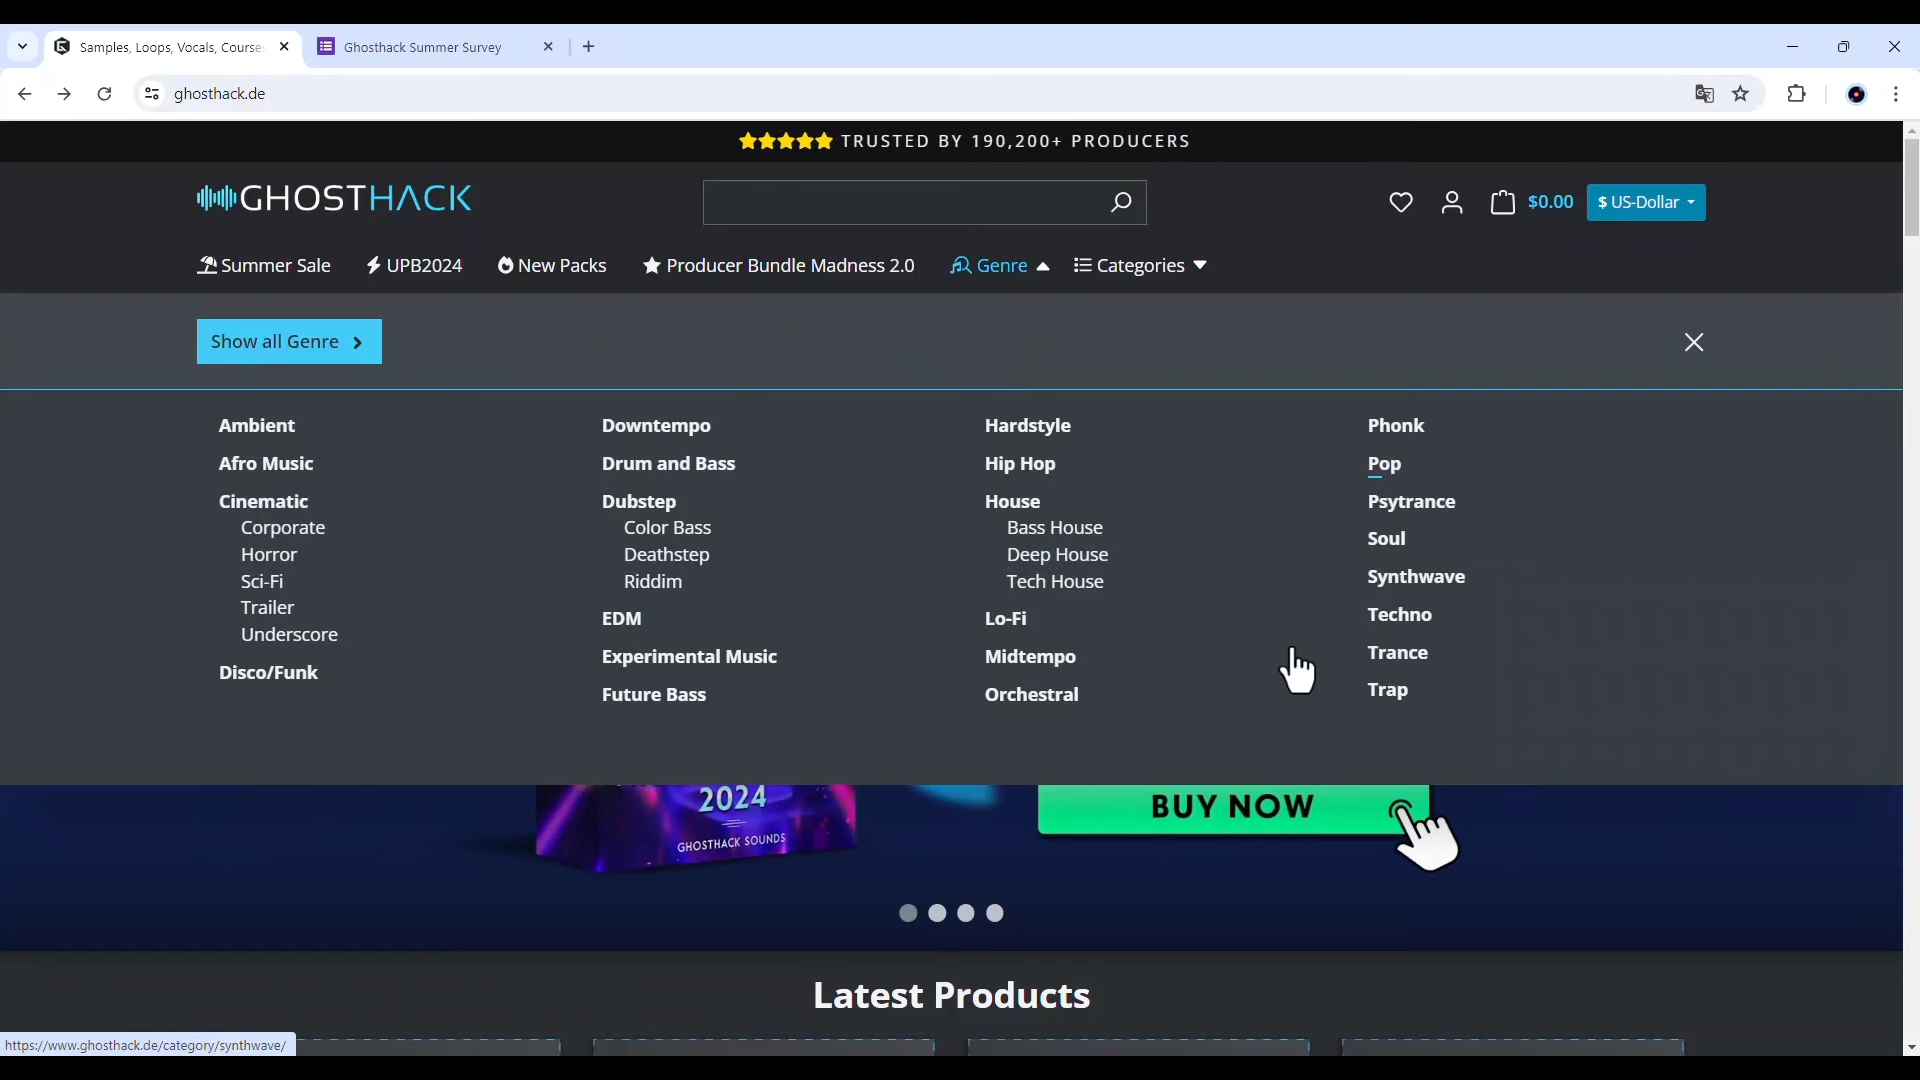 Samples, Loops, Vocals, Course
Ghosthack Summer Survey
ghosthack.de
TRUSTED BY 190,200+ PRODUCERS
GHOSTHACK
$0.00
$ US-Dollar
Summer Sale
UPB2024
New Packs
Producer Bundle Madness 2.0
Genre
Categories
Show all Genre
Ambient
Afro Music
Cinematic
Corporate
Horror
Sci-Fi
Trailer
Underscore
Disco/Funk
Downtempo
Drum and Bass
Dubstep
Color Bass
Deathstep
Riddim
EDM
Experimental Music
Future Bass
Hardstyle
Hip Hop
House
Bass House
Deep House
Tech House
Lo-Fi
Midtempo
Orchestral
Phonk
Pop
Psytrance
Soul
Synthwave
Techno
Trance
Trap
2024
GHOSTHACK SOUNDS
BUY NOW
Latest Products
https://www.ghosthack.de/category/synthwave/